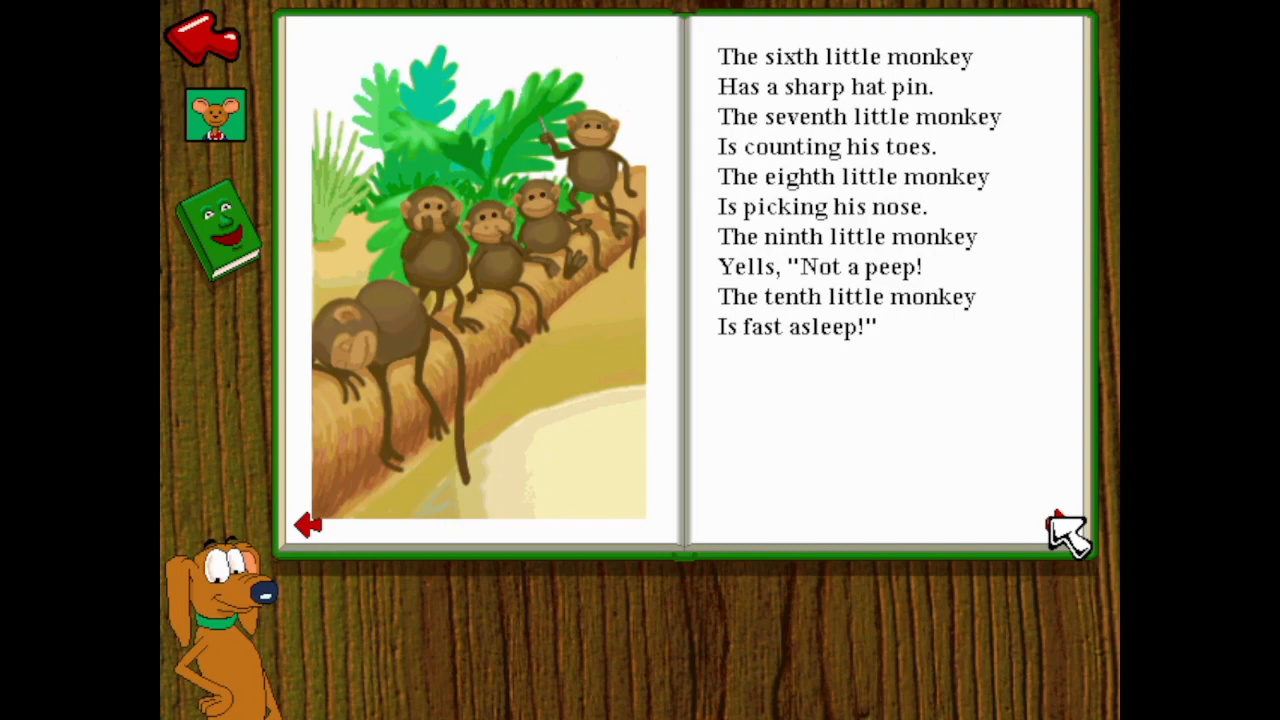 The sixth little monkey
Has a sharp hat pin.
The seventh little monkey
Is counting his toes.
The eighth little monkey
Is picking his nose.
The ninth little monkey
Yells, "Not a peep!
The tenth little monkey
Is fast asleep!"